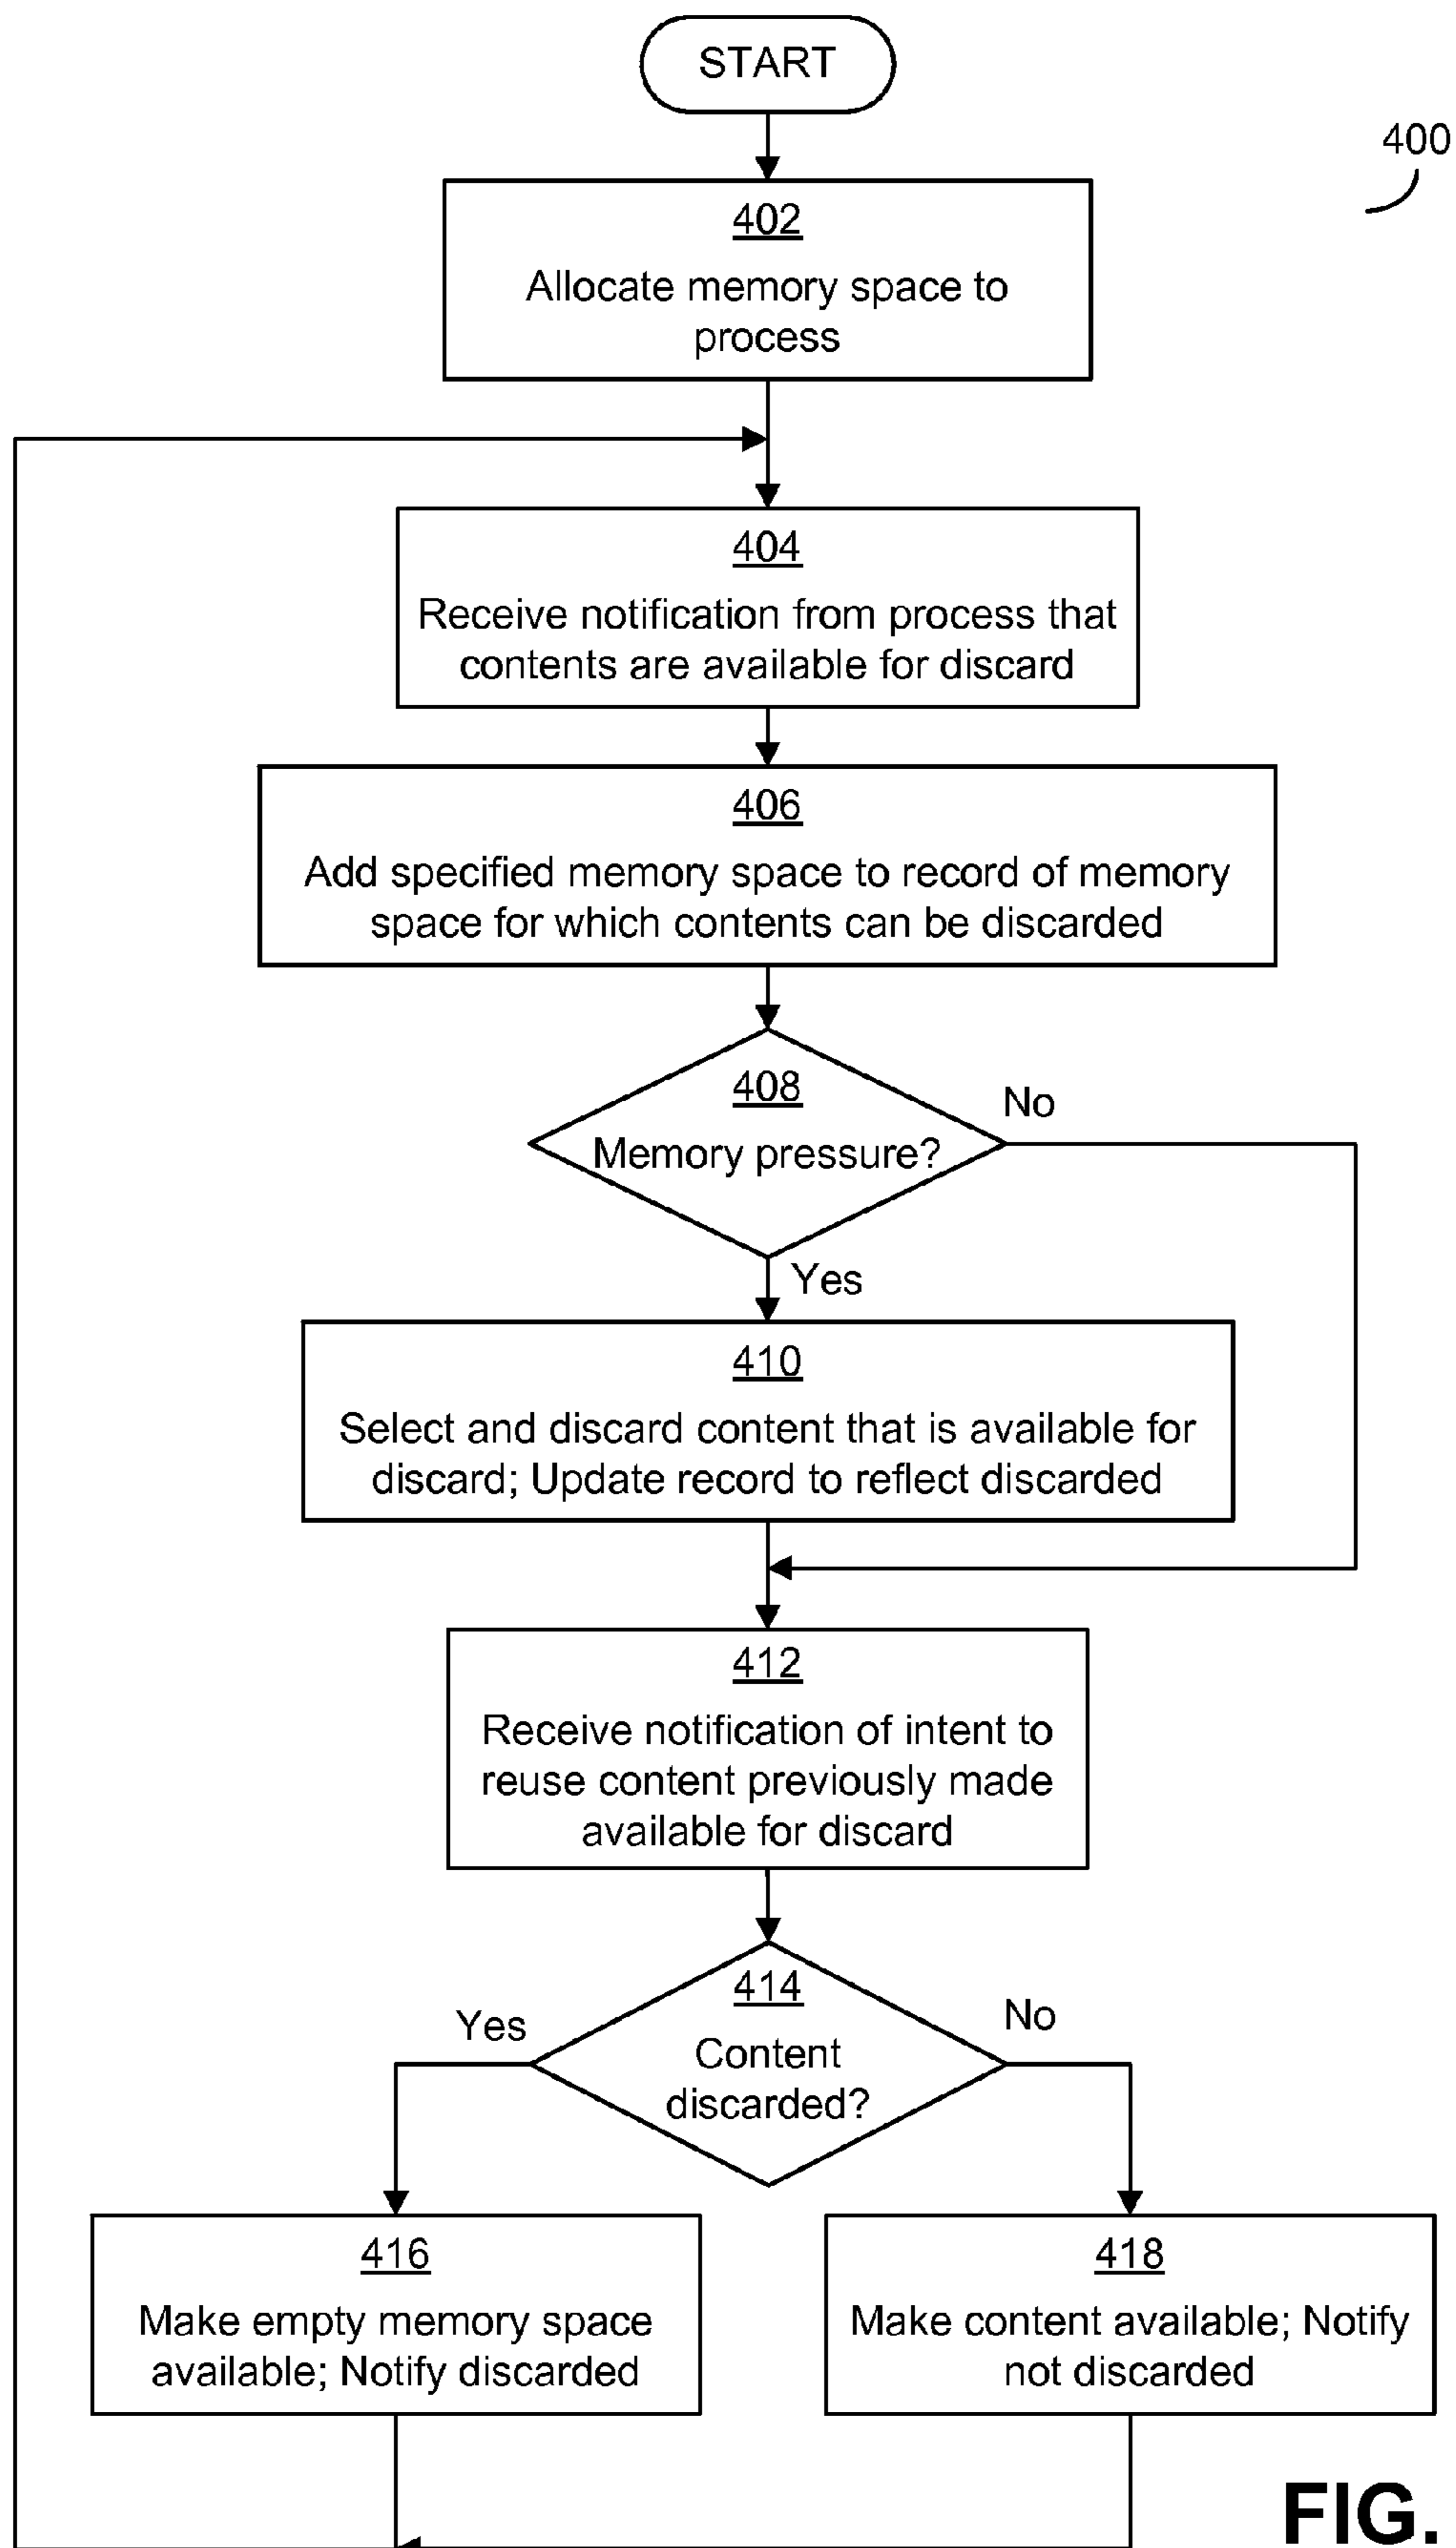 START
400
402
Allocate memory space to
process
404
Receive notification from process that
contents are available for discard
406
Add specified memory space to record of memory
space for which contents can be discarded
408
No
Memory pressure?
Yes
410
Select and discard content that is available for
discard; Update record to reflect discarded
412
Receive notification of intent to
reuse content previously made
available for discard
414
Yes
No
Content
discarded?
416
Make empty memory space
available; Notify discarded
418
Make content available; Notify
not discarded
FIG.